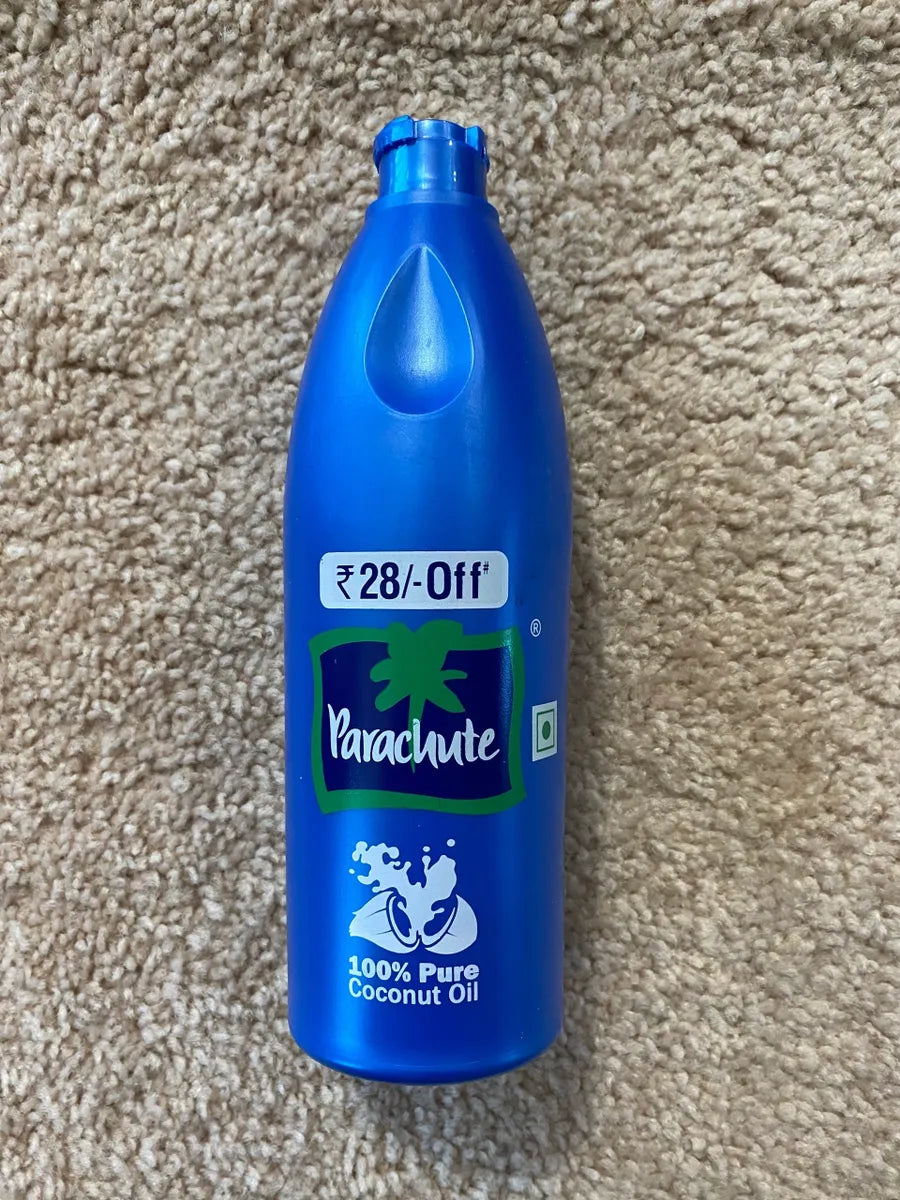 ₹ 28/-Off#
®
Parachute
100% Pure
Coconut Oil